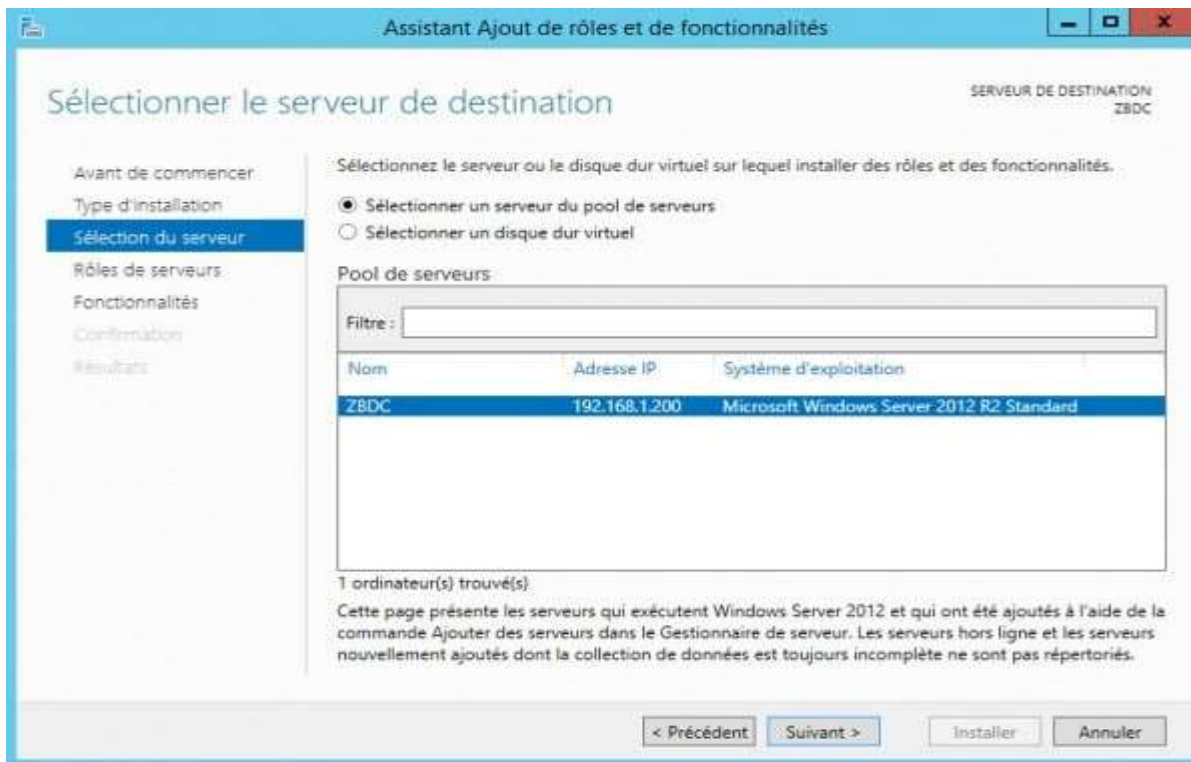 Assistant Ajout de rôles et de fonctionnalités
Sélectionner le serveur de destination
SERVEUR DE DESTINATION
ZBDC
Avant de commencer
Type d'installation
Sélection du serveur
Rôles de serveurs
Fonctionnalités
Confirmation
Résultats
Sélectionnez le serveur ou le disque dur virtuel sur lequel installer des rôles et des fonctionnalités.
Sélectionner un serveur du pool de serveurs
Sélectionner un disque dur virtuel
Pool de serveurs
Filtre :
Nom Adresse IP Système d'exploitation
ZBDC 192.168.1.200 Microsoft Windows Server 2012 R2 Standard
1 ordinateur(s) trouvé(s)
Cette page présente les serveurs qui exécutent Windows Server 2012 et qui ont été ajoutés à l'aide de la
commande Ajouter des serveurs dans le Gestionnaire de serveur. Les serveurs hors ligne et les serveurs
nouvellement ajoutés dont la collection de données est toujours incomplète ne sont pas répertoriés.
< Précédent Suivant > Installer Annuler